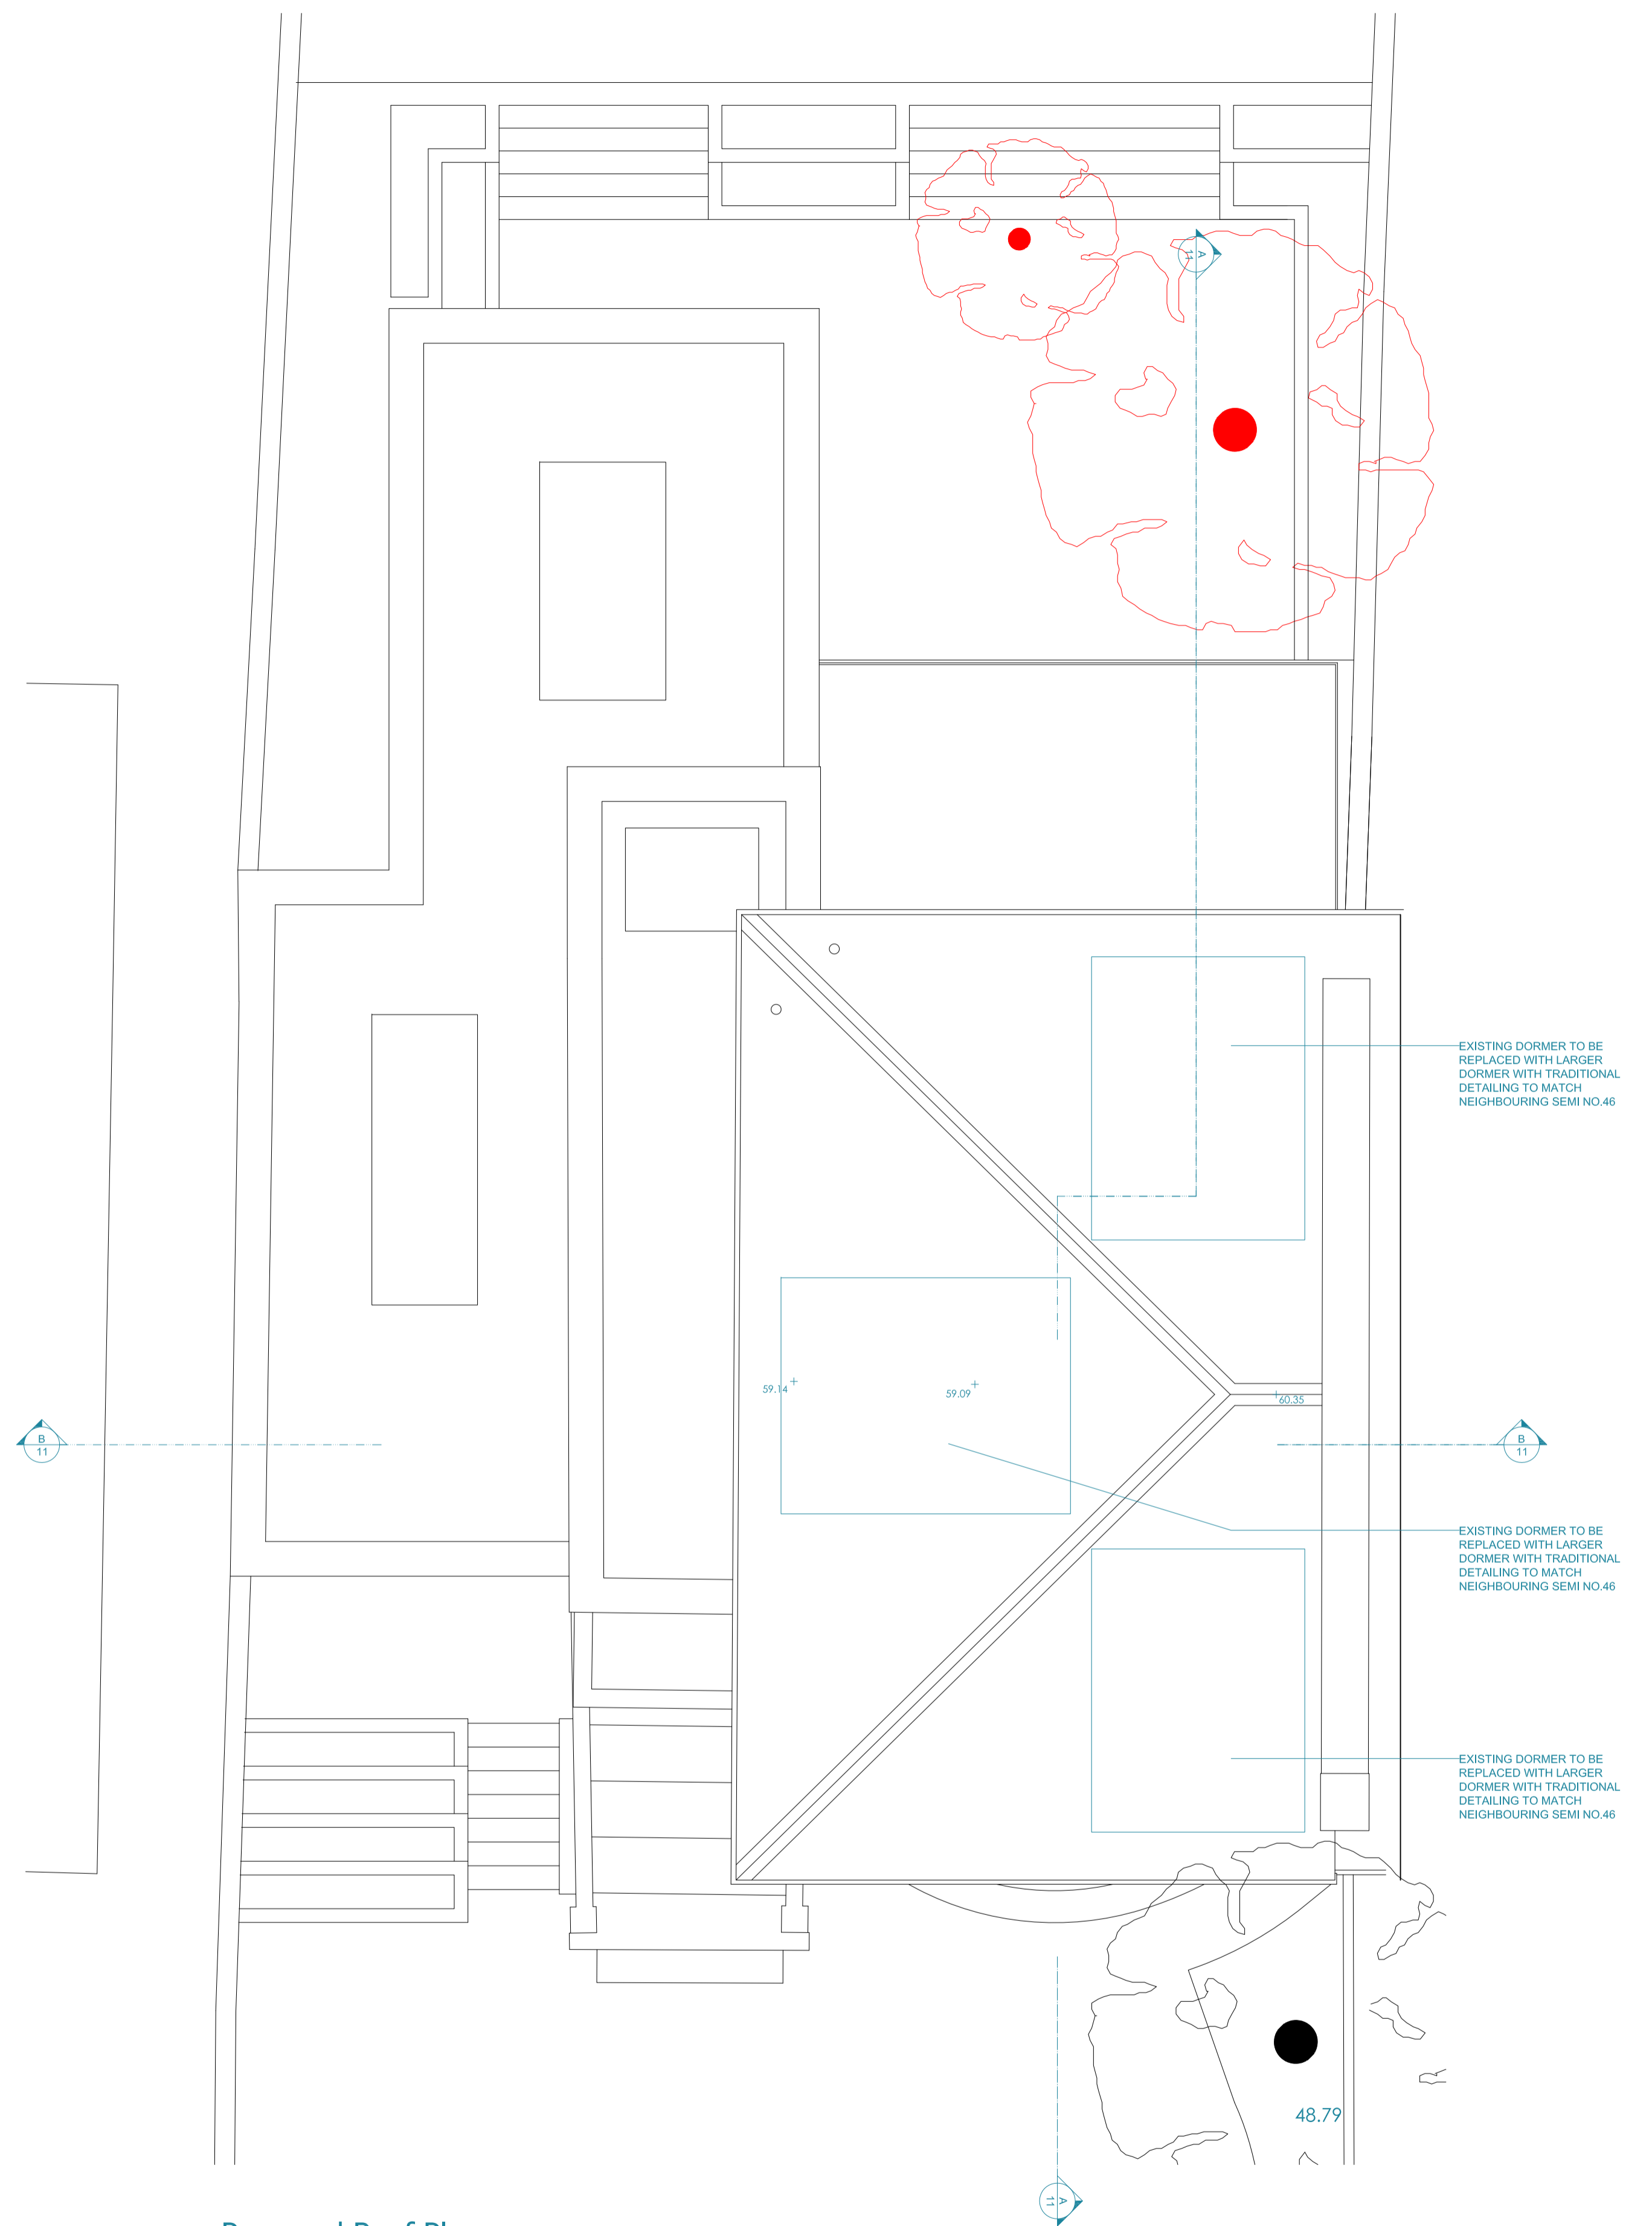 A
11
EXISTING DORMER TO BE
REPLACED WITH LARGER
DORMER WITH TRADITIONAL
DETAILING TO MATCH
NEIGHBOURING SEMI NO.46
59.14
59.09
60.35
B
11
B
11
EXISTING DORMER TO BE
REPLACED WITH LARGER
DORMER WITH TRADITIONAL
DETAILING TO MATCH
NEIGHBOURING SEMI NO.46
EXISTING DORMER TO BE
REPLACED WITH LARGER
DORMER WITH TRADITIONAL
DETAILING TO MATCH
NEIGHBOURING SEMI NO.46
48.79
A
11